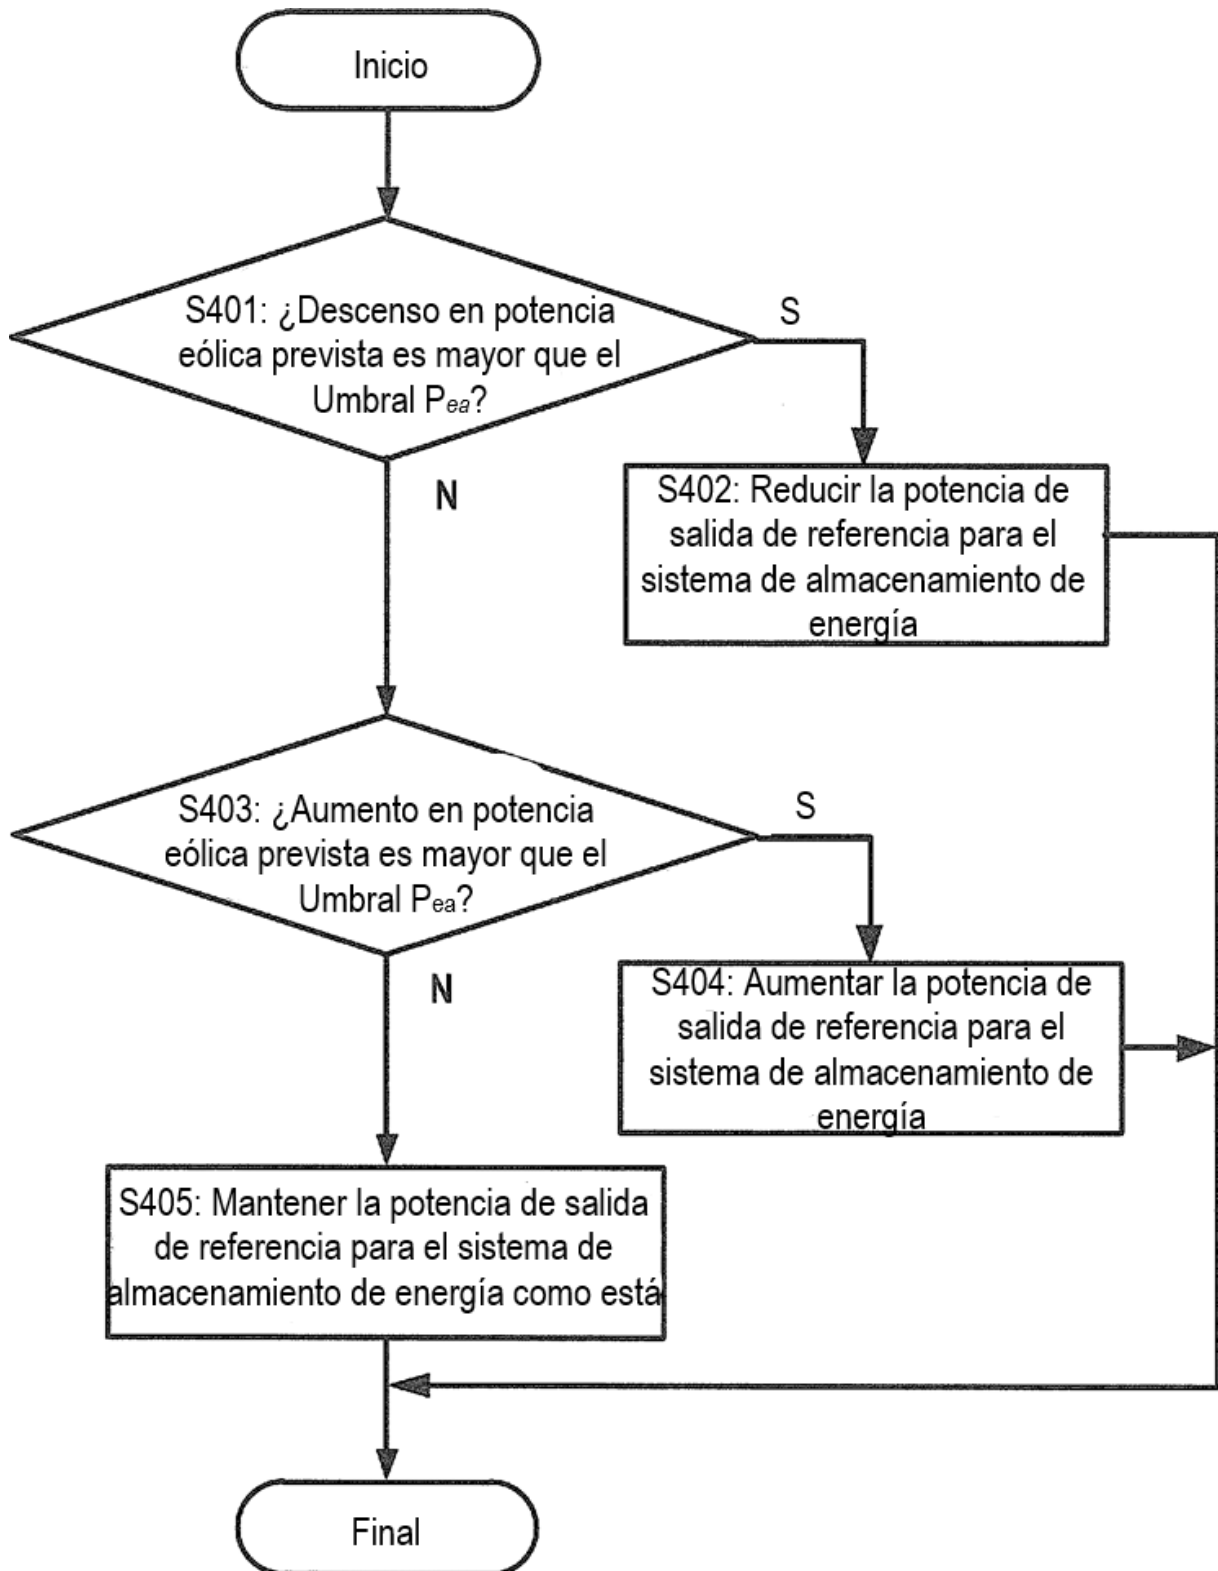 Inicio
S401: ¿Descenso en potencia
eólica prevista es mayor que el
Umbral Pea?
S
N
S402: Reducir la potencia de
salida de referencia para el
sistema de almacenamiento de
energía
S403: ¿Aumento en potencia
eólica prevista es mayor que el
Umbral Pea?
S
N
S404: Aumentar la potencia de
salida de referencia para el
sistema de almacenamiento de
energía
S405: Mantener la potencia de salida
de referencia para el sistema de
almacenamiento de energía como está
Final